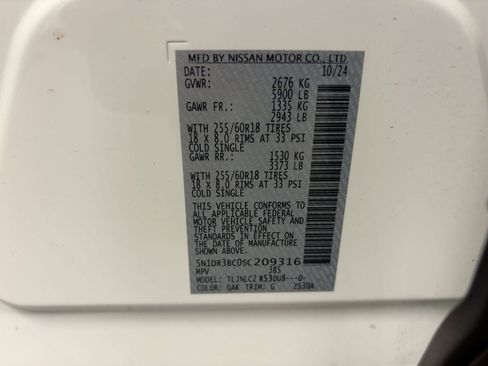 MFD BY NISSAN MOTOR CO., LTD.
DATE: 10/24
GVWR: 2676 KG
5900 LB
GAWR FR.: 1335 KG
2943 LB
WITH 255/60R18 TIRES
18 X 8.0 RIMS AT 33 PSI
COLD SINGLE
GAWR RR.: 1530 KG
3373 LB
WITH 255/60R18 TIRES
18 X 8.0 RIMS AT 33 PSI
COLD SINGLE
THIS VEHICLE CONFORMS TO
ALL APPLICABLE FEDERAL
MOTOR VEHICLE SAFETY AND
THEFT PREVENTION
STANDARDS IN EFFECT ON
THE DATE OF MANUFACTURE
SHOWN ABOVE.
5N1DR3BC0SC209316
MPV 385
MODEL: TLJNLCZ W53UU8---D-
COLOR: QAK TRIM: G ZS30A